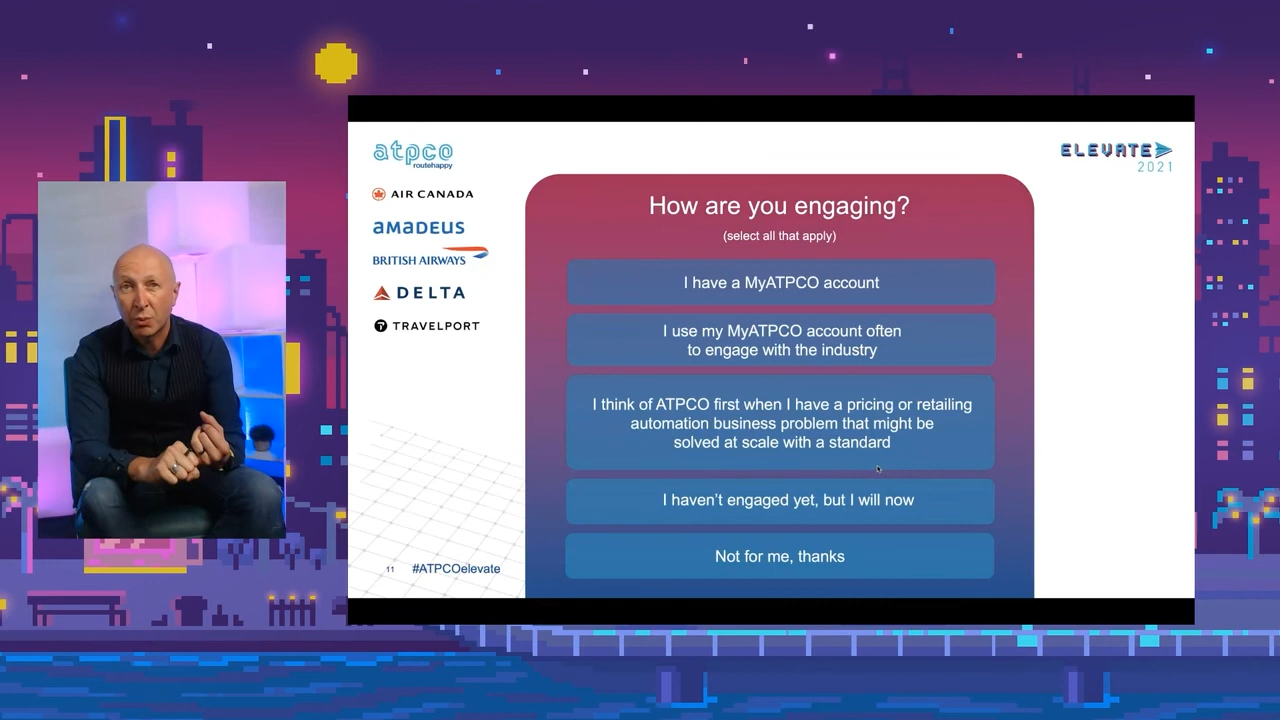 atpco
routehappy
AIR CANADA
aMaDEUS
BRITISH AIRWAYS
DELTA
TRAVELPORT
ELEVATE
2021
How are you engaging?
(select all that apply)
I have a MyATPCO account
I use my MyATPCO account often
to engage with the industry
I think of ATPCO first when I have a pricing or retailing
automation business problem that might be
solved at scale with a standard
I haven't engaged yet, but I will now
Not for me, thanks
11
#ATPCOelevate